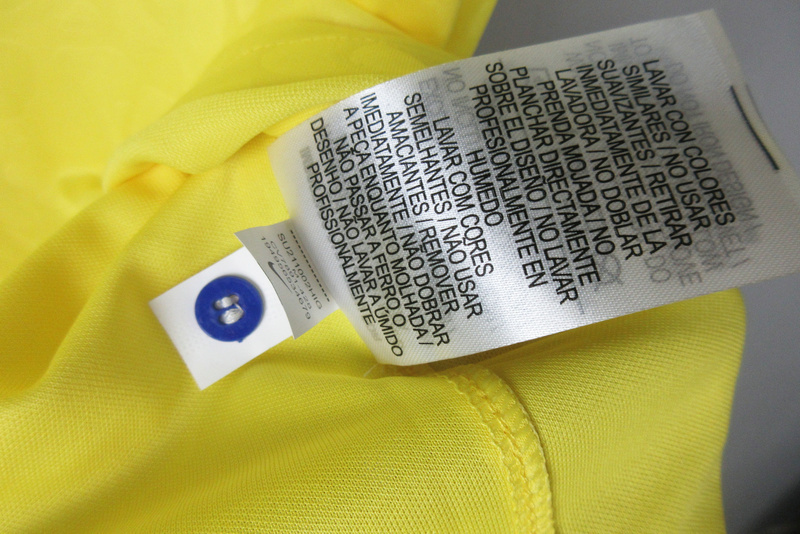 LAVAR CON COLORES
SIMILARES / NO USAR
SUAVIZANTES / RETIRAR
INMEDIATAMENTE DE LA
LAVADORA / NO DOBLAR
PRENDA MOJADA / NO
PLANCHAR DIRECTAMENTE
SOBRE EL DISEÑO / NO LAVAR
PROFESIONALMENTE EN
HÚMEDO
LAVAR COM CORES
SEMELHANTES / NÃO USAR
AMACIANTES / REMOVER
IMEDIATAMENTE / NÃO DOBRAR
A PEÇA ENQUANTO MOLHADA /
NÃO PASSAR A FERRO O
DESENHO / NÃO LAVAR A ÚMIDO
PROFISSIONALMENTE